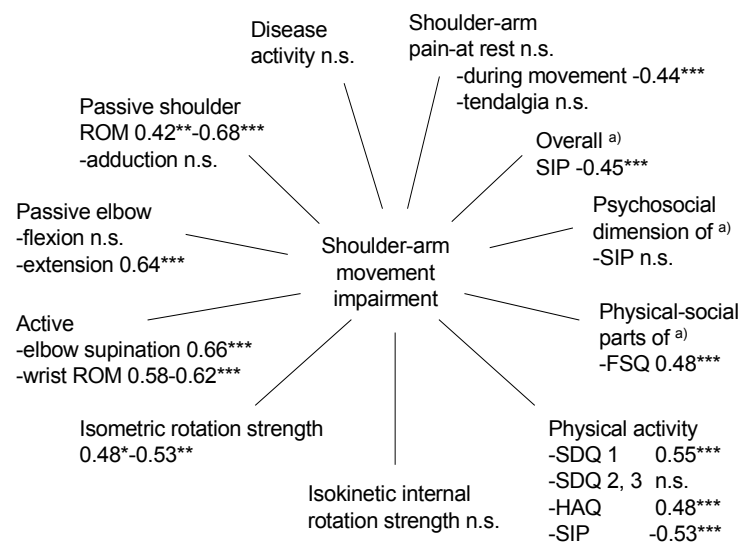 Disease
activity n.s.
Shoulder-arm
pain-at rest n.s.
-during movement -0.44***
-tendalgia n.s.
Passive shoulder
ROM 0.42**-0.68***
-adduction n.s.
Overall a)
SIP -0.45***
Passive elbow
-flexion n.s.
-extension 0.64***
Psychosocial
dimension of a)
-SIP n.s.
Shoulder-arm
movement
impairment
Active
-elbow supination 0.66***
-wrist ROM 0.58-0.62***
Physical-social
parts of a)
-FSQ 0.48***
Isometric rotation strength
0.48*-0.53**
Isokinetic internal
rotation strength n.s.
Physical activity
-SDQ 1 0.55***
-SDQ 2, 3 n.s.
-HAQ 0.48***
-SIP -0.53***